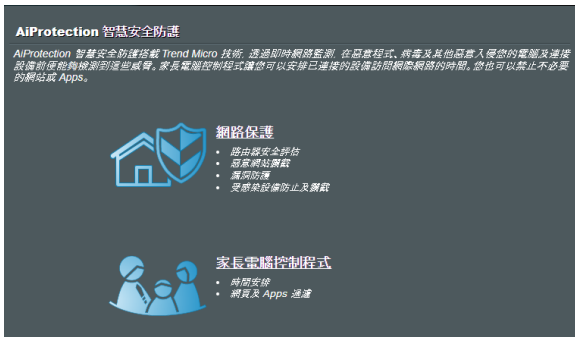 AiProtection 智慧安全防護
AiProtection 智慧安全防護搭載 Trend Micro 技術, 透過即時網路監測, 在惡意程式、病毒及其他惡意入侵您的電腦及連接
設備前便能夠檢測到這些威脅。家長電腦控制程式讓您可以安排已連接的設備訪問網際網路的時間。您也可以禁止不必要
的網站或 Apps。
網路保護
• 路由器安全評估
• 惡意網站攔截
• 漏洞防護
• 受感染設備防止及攔截
家長電腦控制程式
• 時間安排
• 網頁及 Apps 過濾